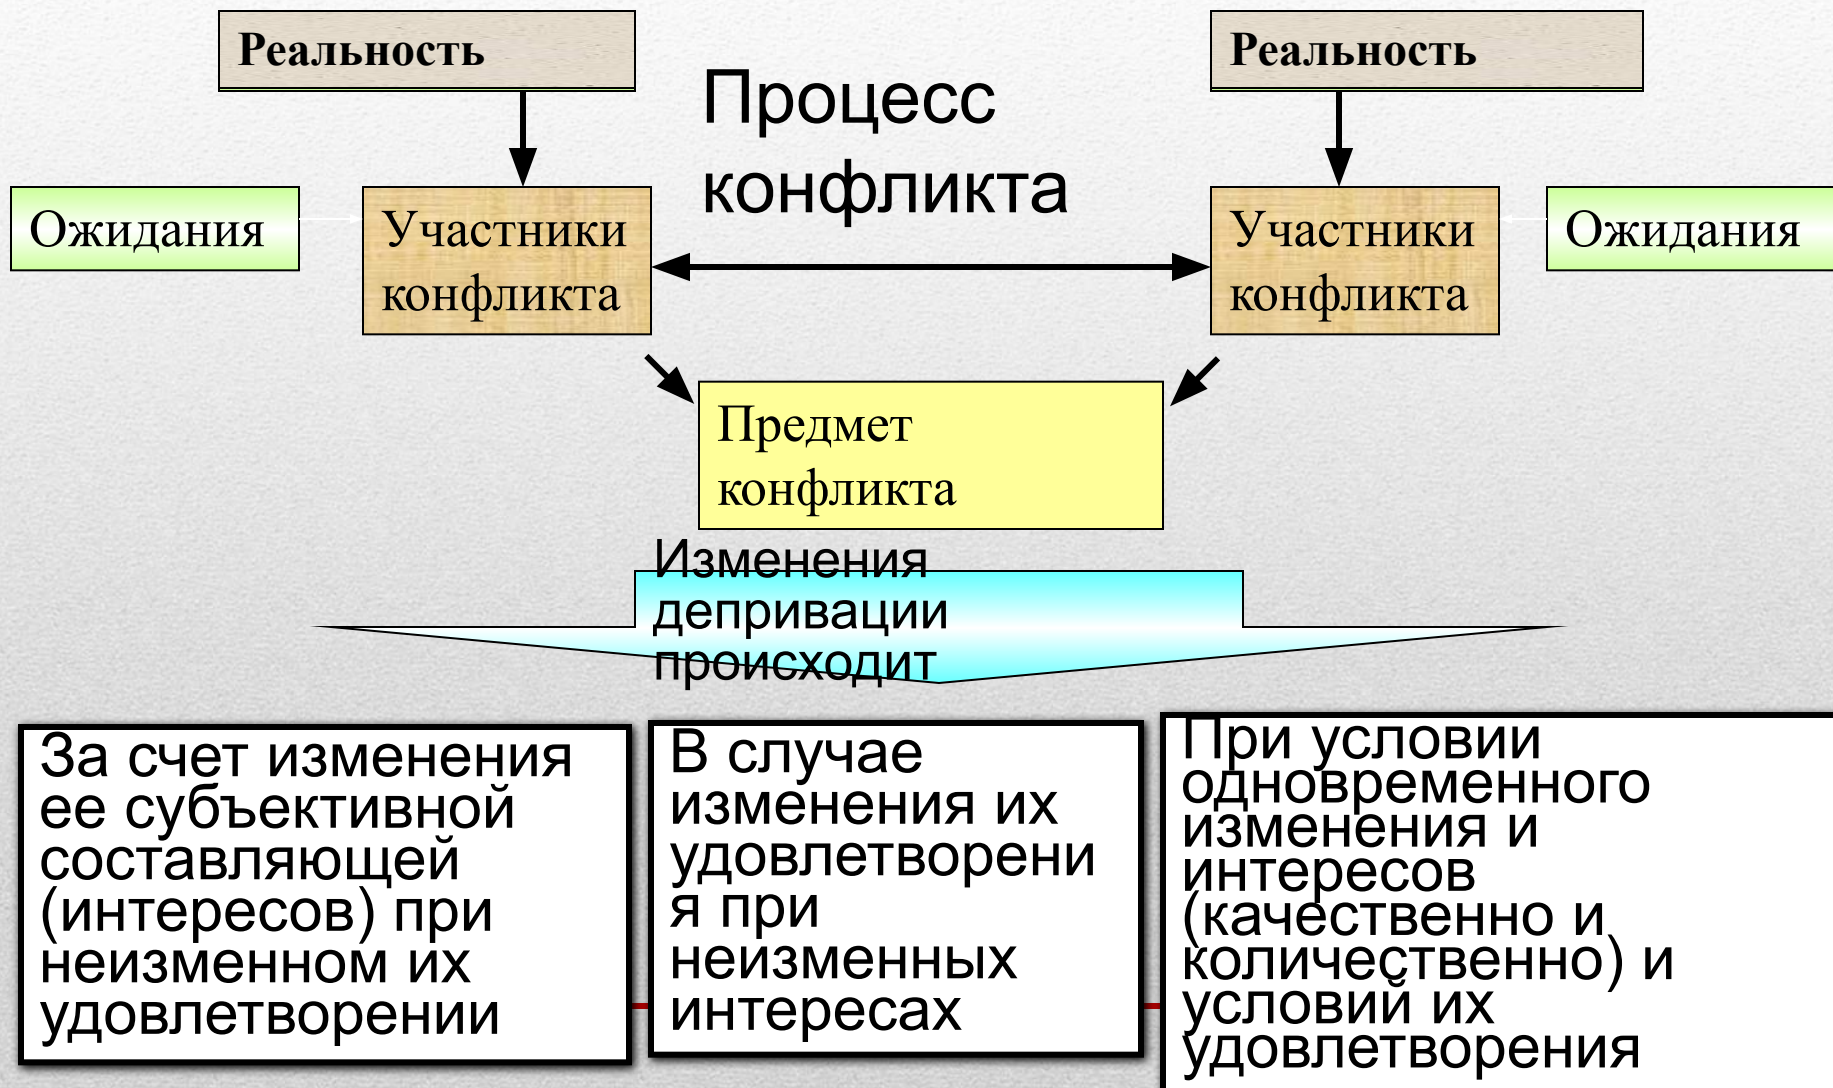 Реальность
Реальность
Процесс
конфликта
Ожидания
Участники
конфликта
Участники
конфликта
Ожидания
Предмет
конфликта
Изменения
депривации
происходит
За счет изменения
ее субъективной
составляющей
(интересов) при
неизменном их
удовлетворении
В случае
изменения их
удовлетворени
я при
неизменных
интересах
При условии
одновременного
изменения и
интересов
(качественно и
количественно) и
условий их
удовлетворения